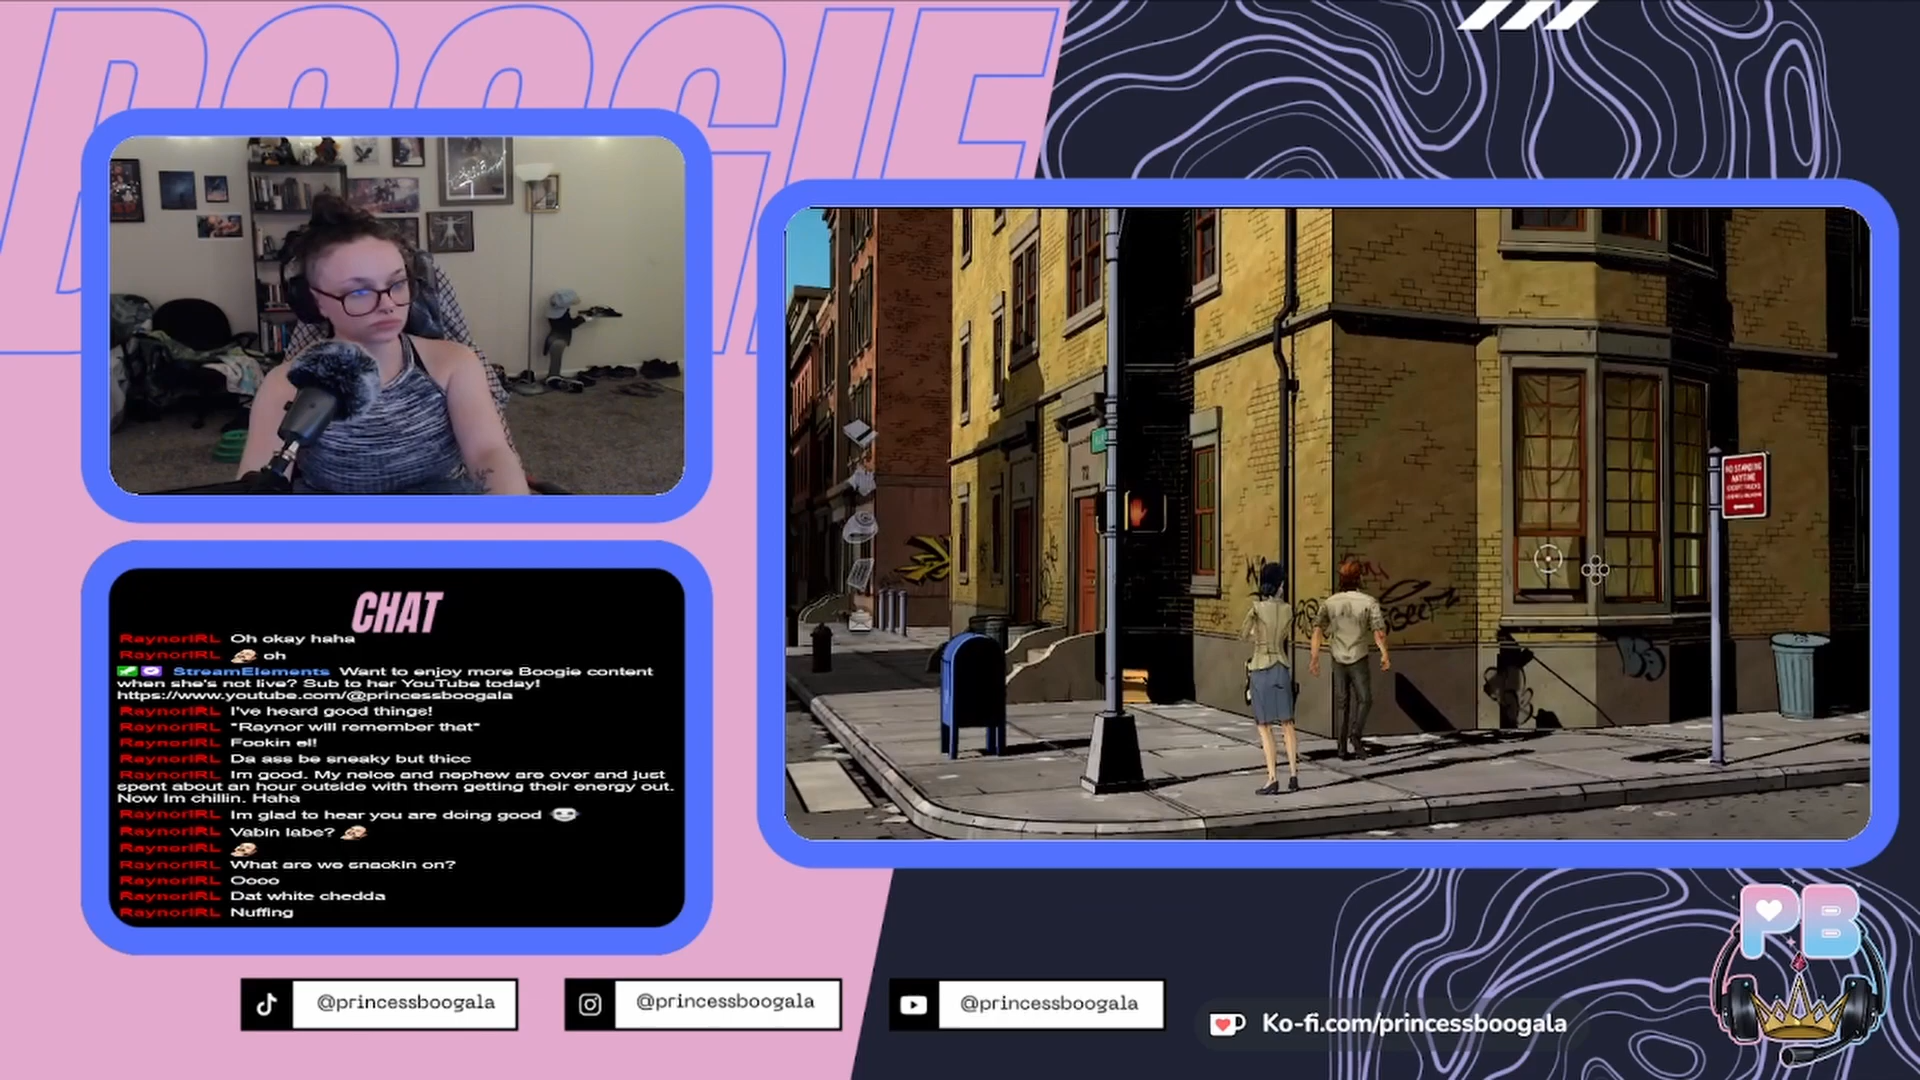 BOOGIE
CHAT
RaynorIRL Oh okay haha
RaynorIRL oh
StreamElements Want to enjoy more Boogie content
when she's not live? Sub to her YouTube today!
https://www.youtube.com/@princessboogala
RaynorIRL I've heard good things!
RaynorIRL "Raynor will remember that"
RaynorIRL Fookin el!
RaynorIRL Da ass be sneaky but thicc
RaynorIRL Im good. My neice and nephew are over and just
spent about an hour outside with them getting their energy out.
Now Im chillin. Haha
RaynorIRL Im glad to hear you are doing good
RaynorIRL Vabin labe?
RaynorIRL
RaynorIRL What are we snackin on?
RaynorIRL Oooo
RaynorIRL Dat white chedda
RaynorIRL Nuffing
NO STANDING
ANYTIME
@princessboogala
@princessboogala
@princessboogala
Ko-fi.com/princessboogala
PB